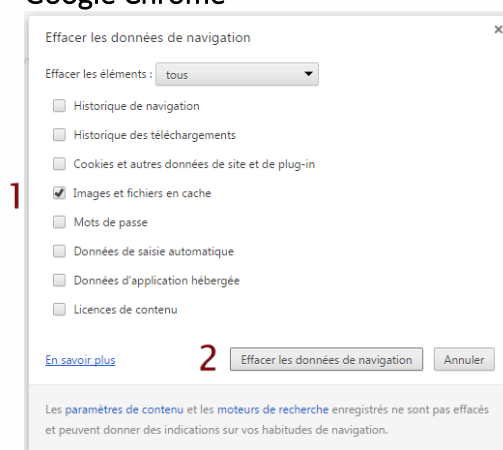 Google Chrome
Effacer les données de navigation
×
Effacer les éléments : tous
Historique de navigation
Historique des téléchargements
Cookies et autres données de site et de plug-in
1 Images et fichiers en cache
Mots de passe
Données de saisie automatique
Données d'application hébergée
Licences de contenu
En savoir plus 2 Effacer les données de navigation Annuler
Les paramètres de contenu et les moteurs de recherche enregistrés ne sont pas effacés
et peuvent donner des indications sur vos habitudes de navigation.